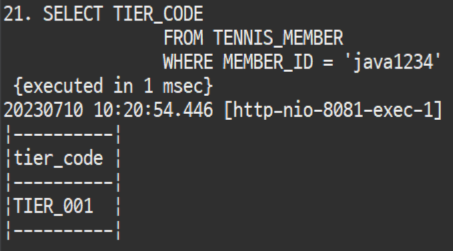 21. SELECT TIER_CODE
FROM TENNIS_MEMBER
WHERE MEMBER_ID = 'java1234'
{executed in 1 msec}
20230710 10:20:54.446 [http-nio-8081-exec-1]
|----------|
|tier_code |
|----------|
|TIER_001  |
|----------|